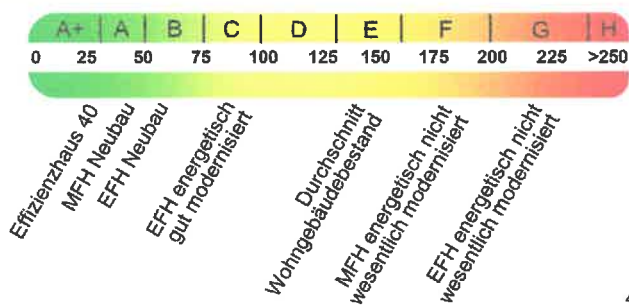 A+ A B C D E F G H
0 25 50 75 100 125 150 175 200 225 >250
Effizienzhaus 40
MFH Neubau
EFH Neubau
EFH energetisch
gut modernisiert
Durchschnitt
Wohngebäudebestand
MFH energetisch nicht
wesentlich modernisiert
EFH energetisch nicht
wesentlich modernisiert